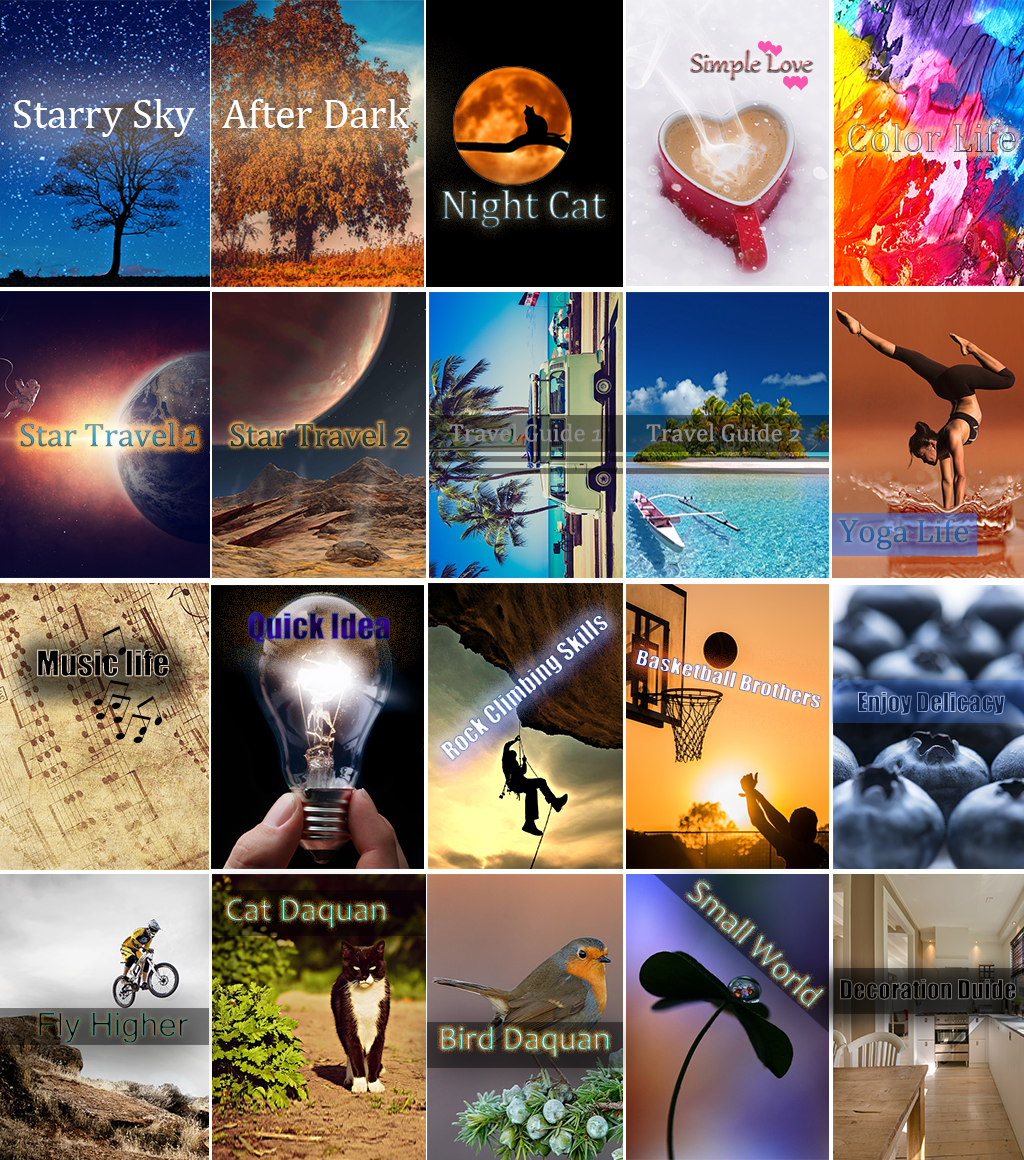 Starry Sky
After Dark
Night Cat
Simple Love
Color Life
Star Travel 1
Star Travel 2
Travel Guide 1
Travel Guide 2
Yoga Life
Music life
Quick Idea
Rock Climbing Skills
Basketball Brothers
Enjoy Delicacy
Fly Higher
Cat Daquan
Bird Daquan
Small World
Decoration Duide